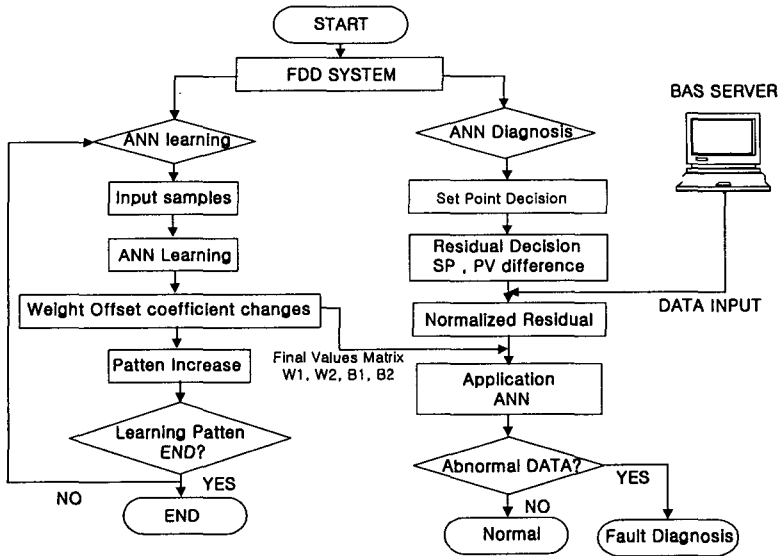 START
FDD SYSTEM
BAS SERVER
ANN learning
ANN Diagnosis
Input samples
Set Point Decision
ANN Learning
Residual Decision
SP , PV difference
Weight Offset coefficient changes
DATA INPUT
Normalized Residual
Patten Increase
Final Values Matrix
W1, W2, B1, B2
Application
ANN
Learning Patten
END?
Abnormal DATA?
YES
NO
YES
NO
END
Normal
Fault Diagnosis